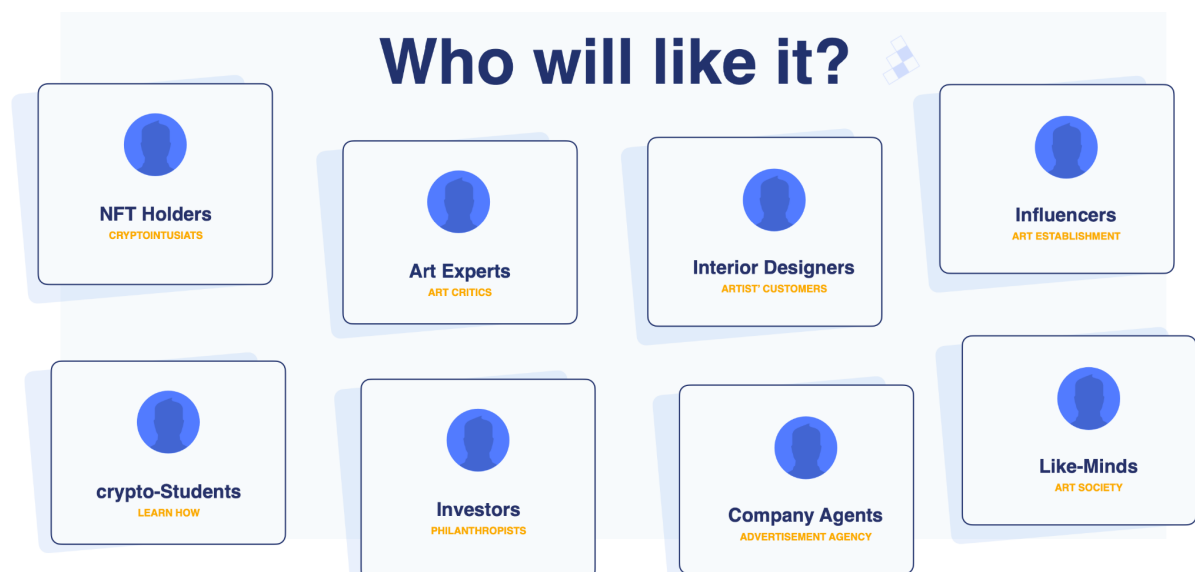 Who will like it?
NFT Holders
CRYPTOINTUSIATS
Art Experts
ART CRITICS
Interior Designers
ARTIST' CUSTOMERS
Influencers
ART ESTABLISHMENT
crypto-Students
LEARN HOW
Investors
PHILANTHROPISTS
Company Agents
ADVERTISEMENT AGENCY
Like-Minds
ART SOCIETY